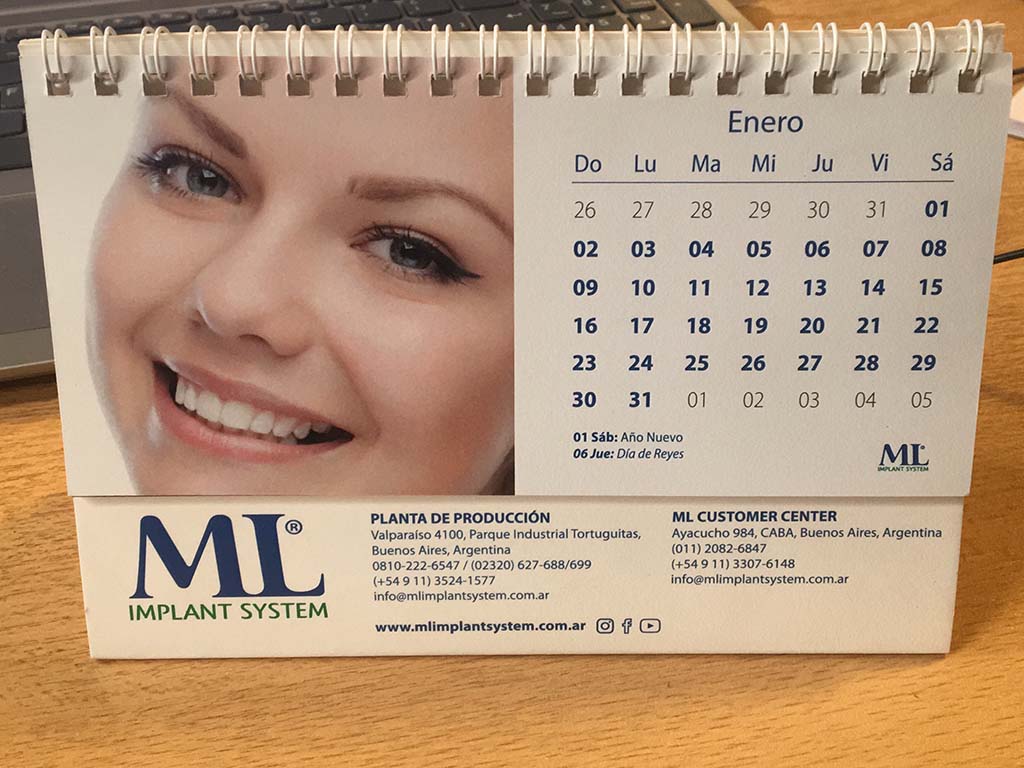 Enero
Do Lu Ma Mi Ju Vi Sá
26 27 28 29 30 31 01
02 03 04 05 06 07 08
09 10 11 12 13 14 15
16 17 18 19 20 21 22
23 24 25 26 27 28 29
30 31 01 02 03 04 05
01 Sáb: Año Nuevo
06 Jue: Día de Reyes
ML®
IMPLANT SYSTEM
ML®
IMPLANT SYSTEM
PLANTA DE PRODUCCIÓN
Valparaíso 4100, Parque Industrial Tortuguitas,
Buenos Aires, Argentina
0810-222-6547 / (02320) 627-688/699
(+54 9 11) 3524-1577
info@mlimplantsystem.com.ar
ML CUSTOMER CENTER
Ayacucho 984, CABA, Buenos Aires, Argentina
(011) 2082-6847
(+54 9 11) 3307-6148
info@mlimplantsystem.com.ar
www.mlimplantsystem.com.ar